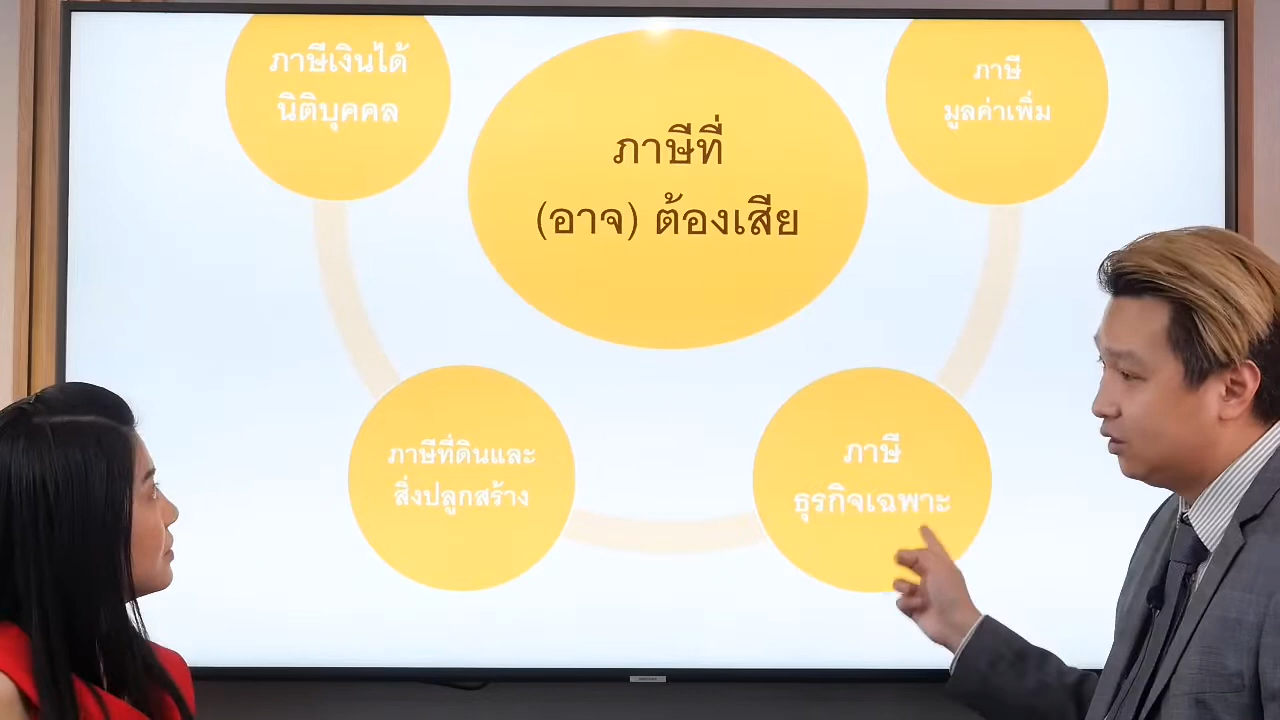 ภาษีที่
(อาจ) ต้องเสีย
ภาษีเงินได้
นิติบุคคล
ภาษี
มูลค่าเพิ่ม
ภาษีที่ดินและ
สิ่งปลูกสร้าง
ภาษี
ธุรกิจเฉพาะ